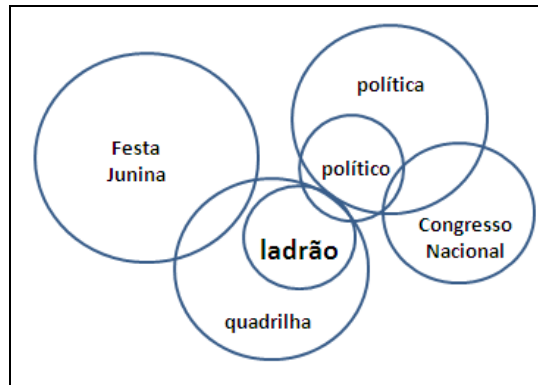 política
Festa
Junina
político
Congresso
Nacional
ladrão
quadrilha